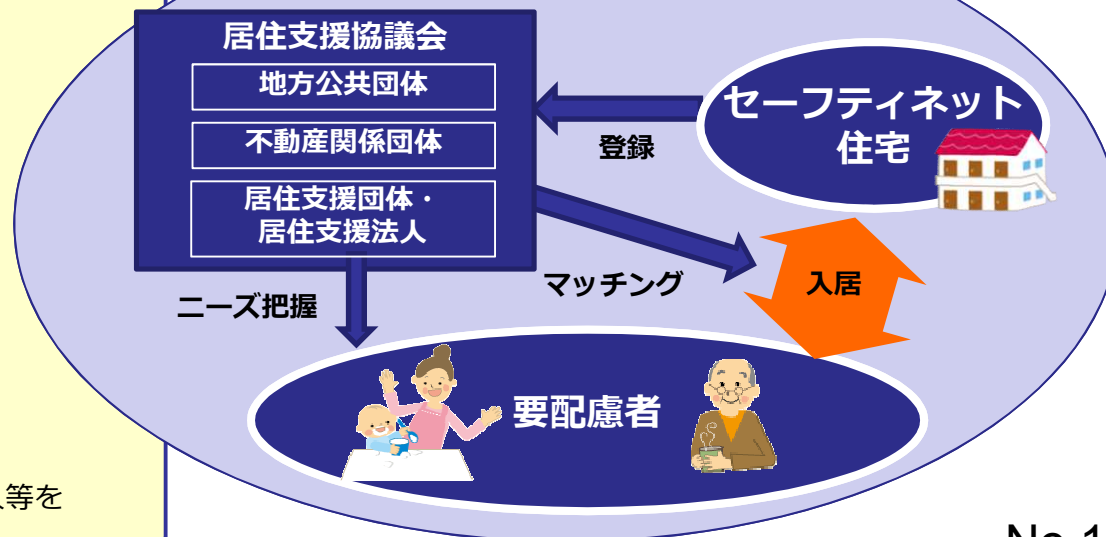 居住支援協議会
地方公共団体
不動産関係団体
居住支援団体・
居住支援法人
セーフティネット
住宅
登録
マッチング
入居
ニーズ把握
要配慮者
等を
No.1